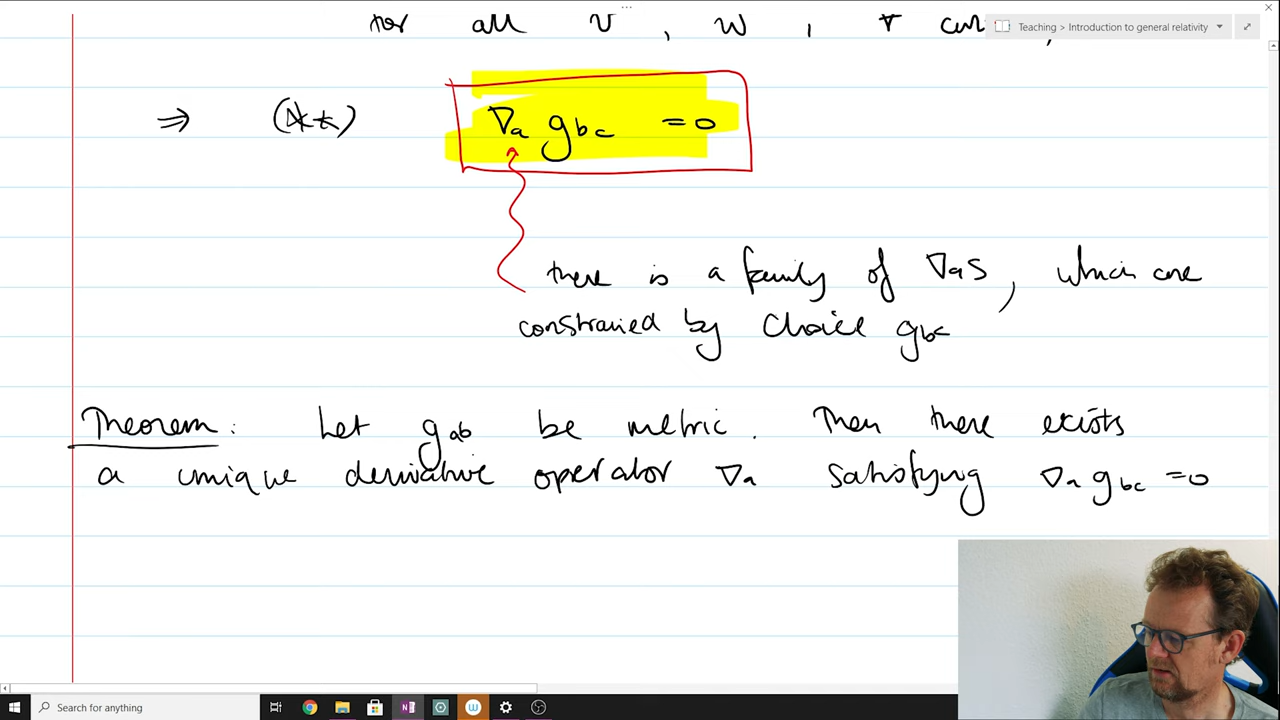 for all v, w, ∀
Teaching > Introduction to general relativity
⇒ (**) ∇a gbc = 0
there is a family of ∇as, which are
constrained by choice gbc
Theorem: Let gab be metric. Then there exists
a unique derivative operator ∇a satisfying ∇a gbc = 0
Search for anything